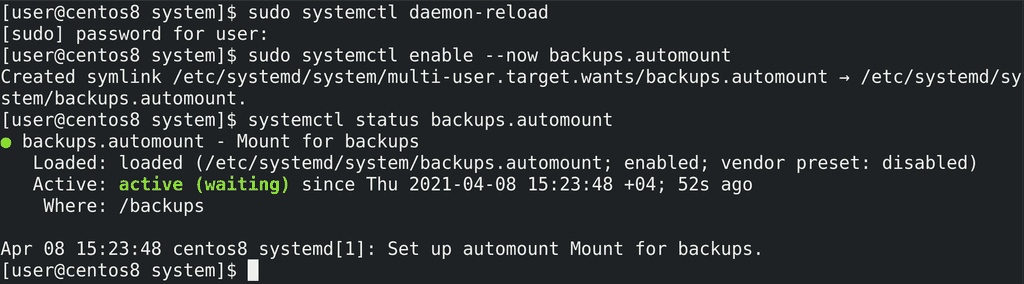 [user@centos8 system]$ sudo systemctl daemon-reload
[sudo] password for user:
[user@centos8 system]$ sudo systemctl enable --now backups.automount
Created symlink /etc/systemd/system/multi-user.target.wants/backups.automount → /etc/systemd/sy
stem/backups.automount.
[user@centos8 system]$ systemctl status backups.automount
● backups.automount - Mount for backups
   Loaded: loaded (/etc/systemd/system/backups.automount; enabled; vendor preset: disabled)
   Active: active (waiting) since Thu 2021-04-08 15:23:48 +04; 52s ago
    Where: /backups

Apr 08 15:23:48 centos8 systemd[1]: Set up automount Mount for backups.
[user@centos8 system]$